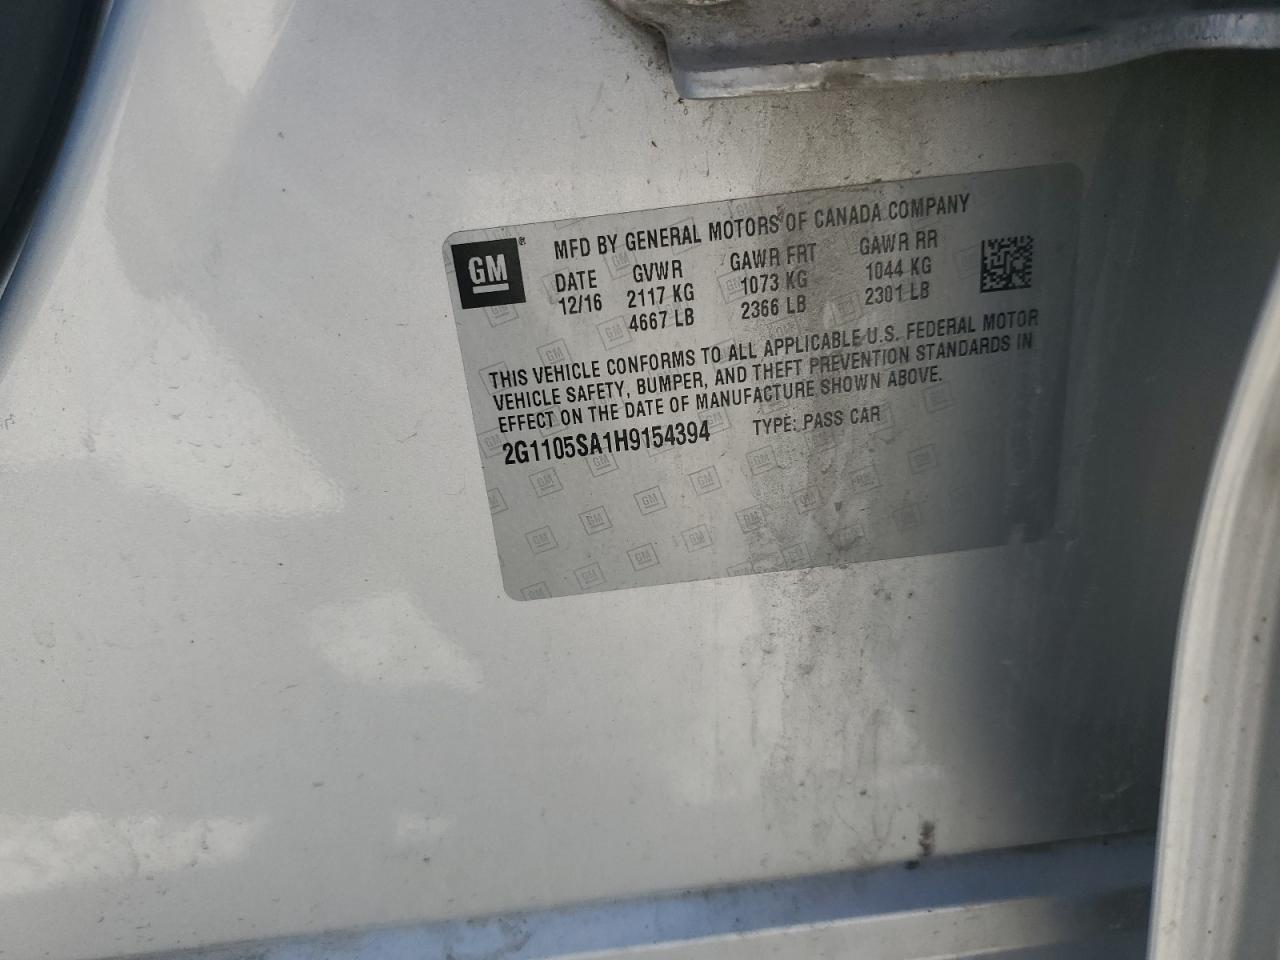 GM®
MFD BY GENERAL MOTORS OF CANADA COMPANY
DATE GVWR GAWR FRT GAWR RR
12/16 2117 KG 1073 KG 1044 KG
4667 LB 2366 LB 2301 LB
THIS VEHICLE CONFORMS TO ALL APPLICABLE U.S. FEDERAL MOTOR
VEHICLE SAFETY, BUMPER, AND THEFT PREVENTION STANDARDS IN
EFFECT ON THE DATE OF MANUFACTURE SHOWN ABOVE.
2G1105SA1H9154394 TYPE: PASS CAR